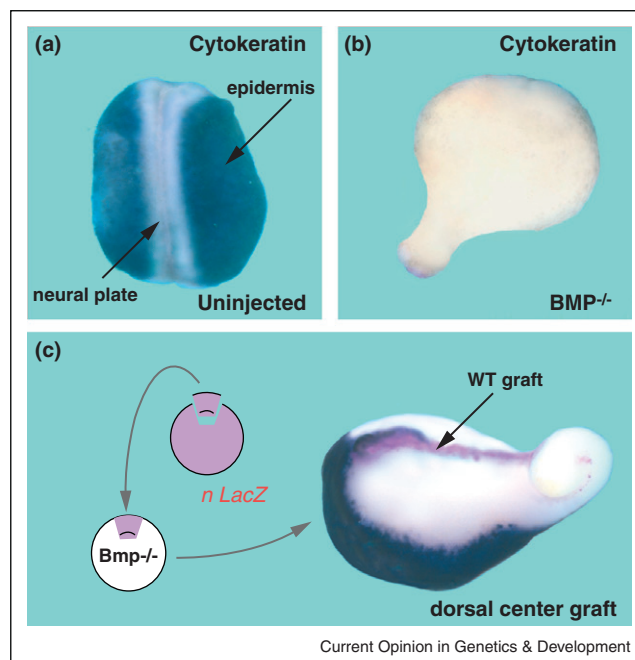 (a)
Cytokeratin
epidermis
neural plate
Uninjected
(b)
Cytokeratin
BMP-/-
(c)
WT graft
n LacZ
Bmp-/-
dorsal center graft
Current Opinion in Genetics & Development